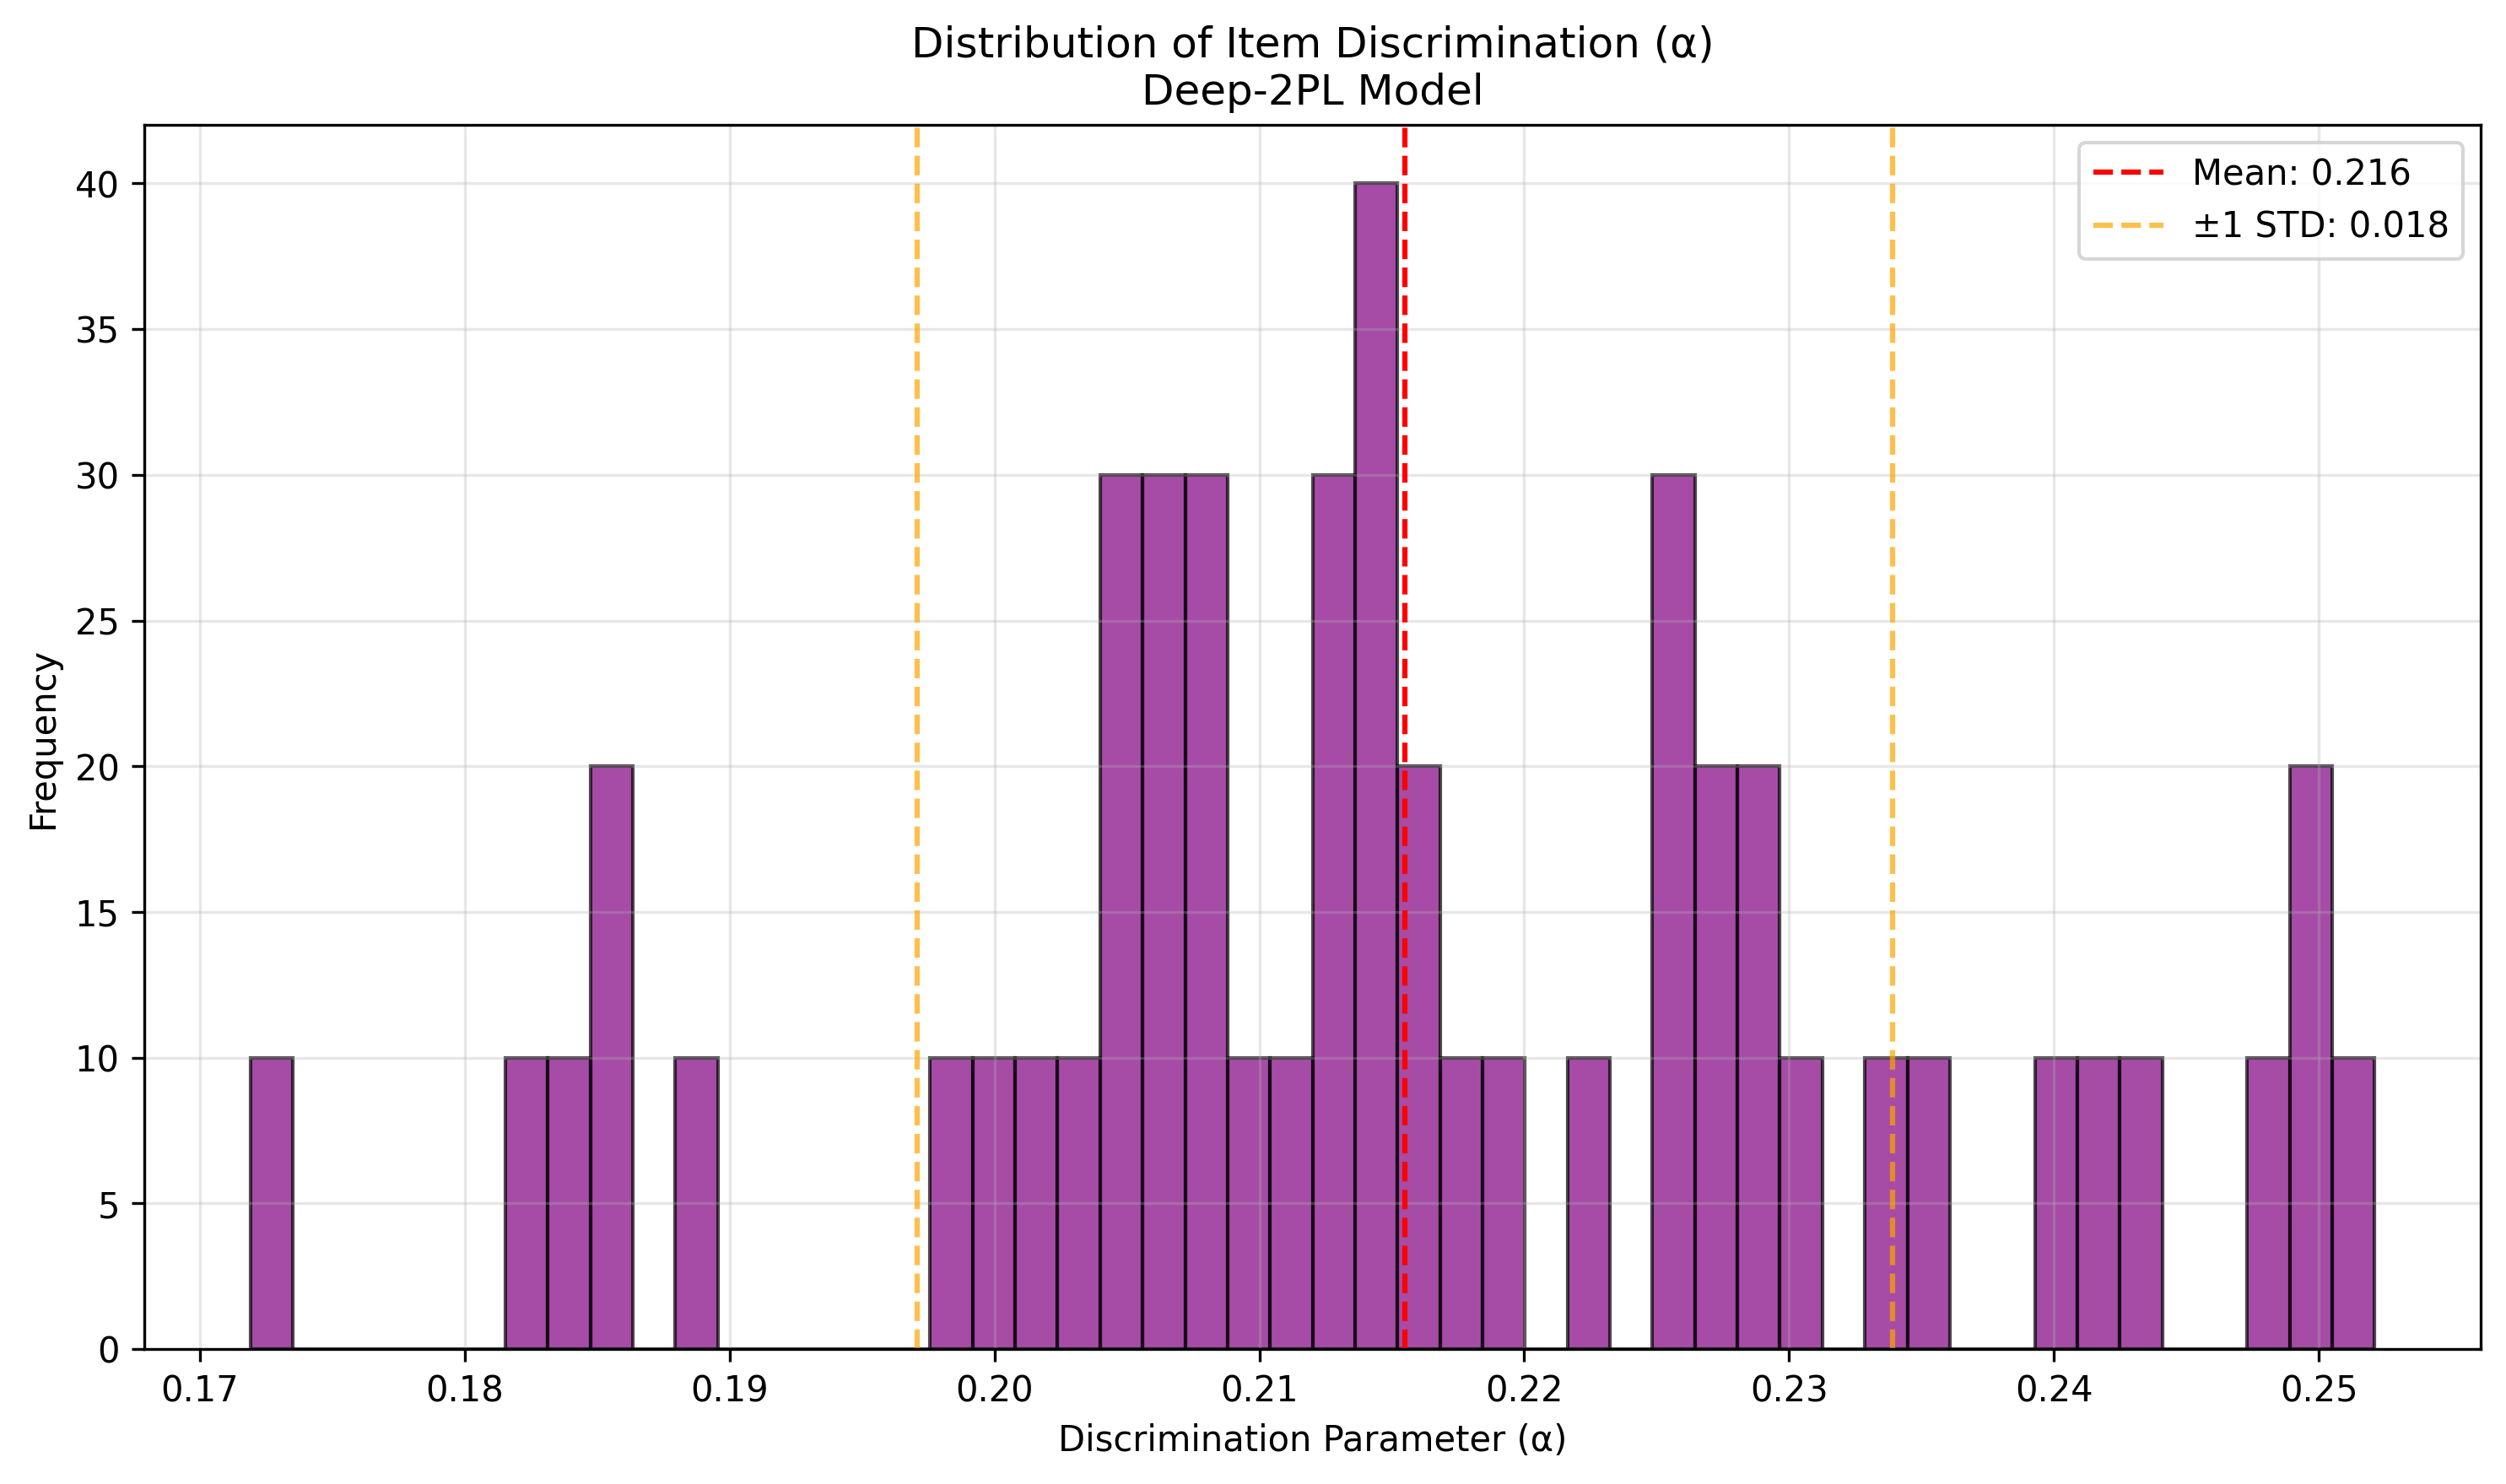 Distribution of Item Discrimination (α)
Deep-2PL Model
Mean: 0.216
±1 STD: 0.018
Frequency
40
35
30
25
20
15
10
5
0
0.17 0.18 0.19 0.20 0.21 0.22 0.23 0.24 0.25
Discrimination Parameter (α)